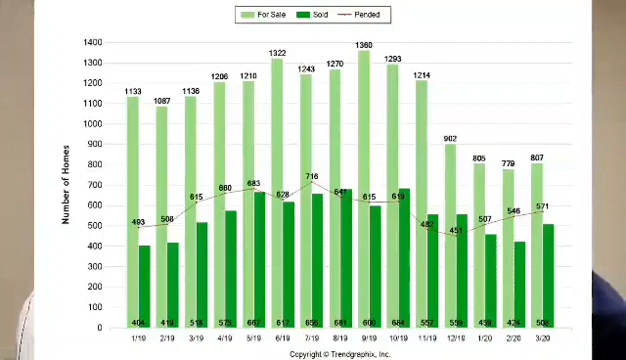 For Sale Sold Pended
Number of Homes
1400
1300
1200
1100
1000
900
800
700
600
500
400
300
200
100
0
1133 1087 1136 1206 1210 1322 1243 1270 1360 1293 1214 902 805 779 807
493 508 615 660 683 628 716 641 615 619 482 451 507 546 571
404 419 518 575 667 617 656 681 600 684 557 559 459 424 508
1/19 2/19 3/19 4/19 5/19 6/19 7/19 8/19 9/19 10/19 11/19 12/19 1/20 2/20 3/20
Copyright © Trendgraphix, Inc.